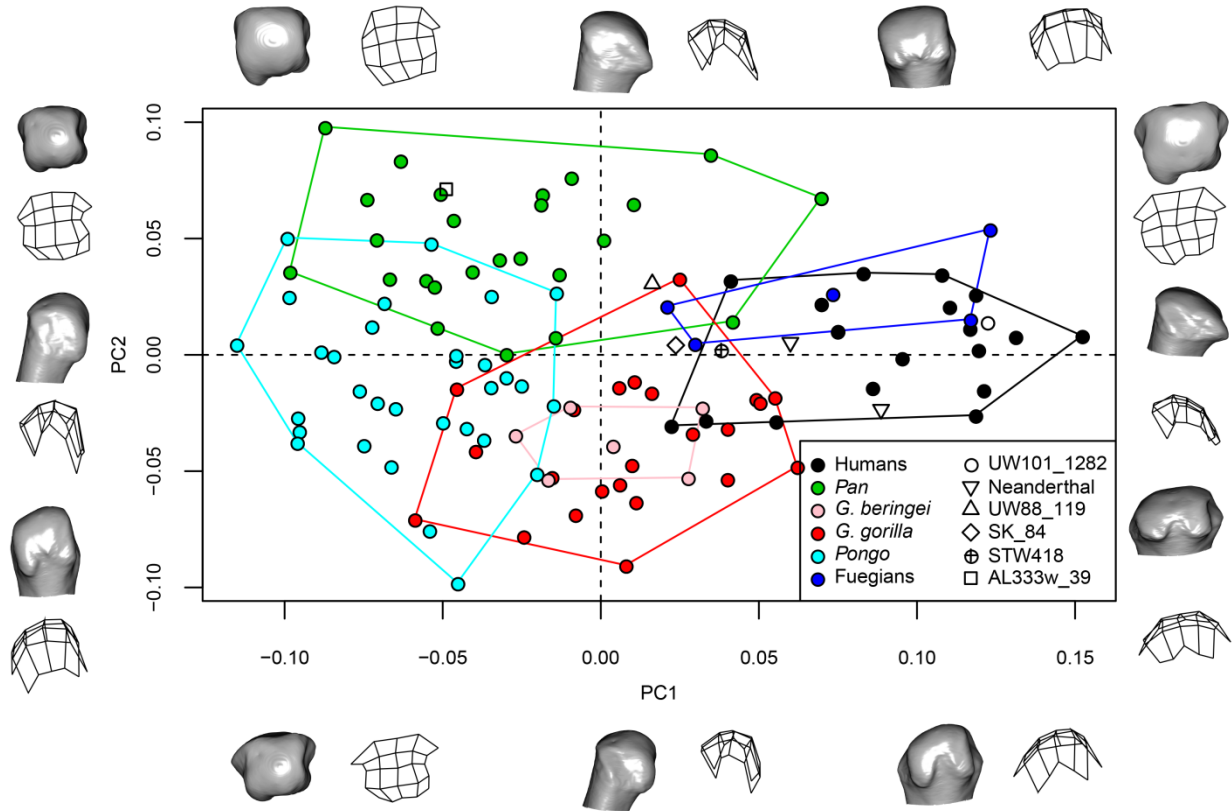 0.10
0.05
0.00
−0.05
−0.10
PC2
−0.10
−0.05
0.00
0.05
0.10
0.15
PC1
Humans
Pan
G. beringei
G. gorilla
Pongo
Fuegians
UW101_1282
Neanderthal
UW88_119
SK_84
STW418
AL333w_39